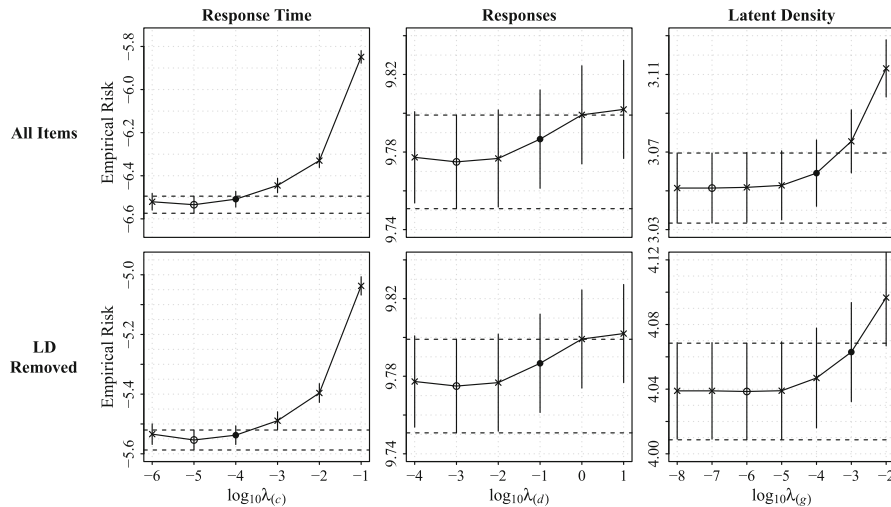 Response Time Responses Latent Density
All Items
Empirical Risk
−5.8
−6.0
−6.2
−6.4
−6.6
9.82
9.78
9.74
3.11
3.07
3.03
LD
Removed
Empirical Risk
−5.0
−5.2
−5.4
−5.6
9.82
9.78
9.74
4.12
4.08
4.04
4.00
−6 −5 −4 −3 −2 −1
−4 −3 −2 −1 0 1
−8 −7 −6 −5 −4 −3 −2
log₁₀λ₍c₎ log₁₀λ₍d₎ log₁₀λ₍g₎